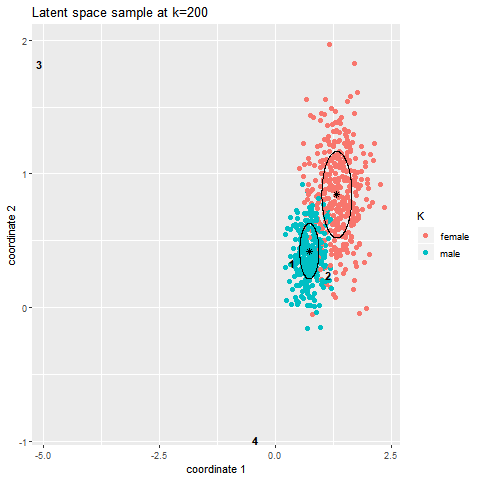 Latent space sample at k=200
2
3
1
K
female
male
coordinate 2
1
2
0
4
-1
-5.0
-2.5
0.0
2.5
coordinate 1